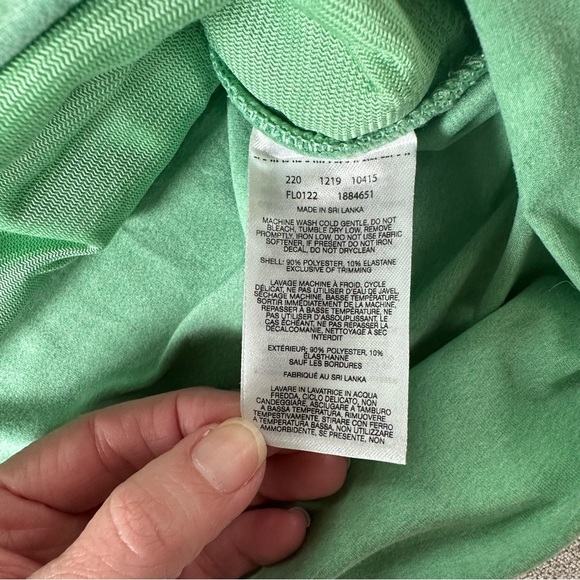 220 1219 10415
FL0122 1884651
MADE IN SRI LANKA
MACHINE WASH COLD GENTLE, DO NOT
BLEACH, TUMBLE DRY LOW, REMOVE
PROMPTLY, IRON LOW, DO NOT USE FABRIC
SOFTENER, IF PRESENT DO NOT IRON
DECAL, DO NOT DRYCLEAN
SHELL: 90% POLYESTER, 10% ELASTANE
EXCLUSIVE OF TRIMMING
LAVAGE MACHINE À FROID, CYCLE
DÉLICAT, NE PAS UTILISER D'EAU DE JAVEL,
SÉCHAGE MACHINE, BASSE TEMPÉRATURE,
SORTIR IMMÉDIATEMENT DE LA MACHINE,
REPASSER À BASSE TEMPÉRATURE, NE
PAS UTILISER D'ASSOUPLISSANT. LE
CAS ÉCHÉANT, NE PAS REPASSER LA
DÉCALCOMANIE, NETTOYAGE À SEC
INTERDIT
EXTÉRIEUR: 90% POLYESTER, 10%
ÉLASTHANNE
SAUF LES BORDURES
FABRIQUÉ AU SRI LANKA
LAVARE IN LAVATRICE IN ACQUA
FREDDA, CICLO DELICATO, NON
CANDEGGIARE, ASCIUGARE A TAMBURO
A BASSA TEMPERATURA, RIMUOVERE
TEMPESTIVAMENTE, STIRARE CON FERRO
A TEMPERATURA BASSA, NON UTILIZZARE
AMMORBIDENTE, SE PRESENTE, NON